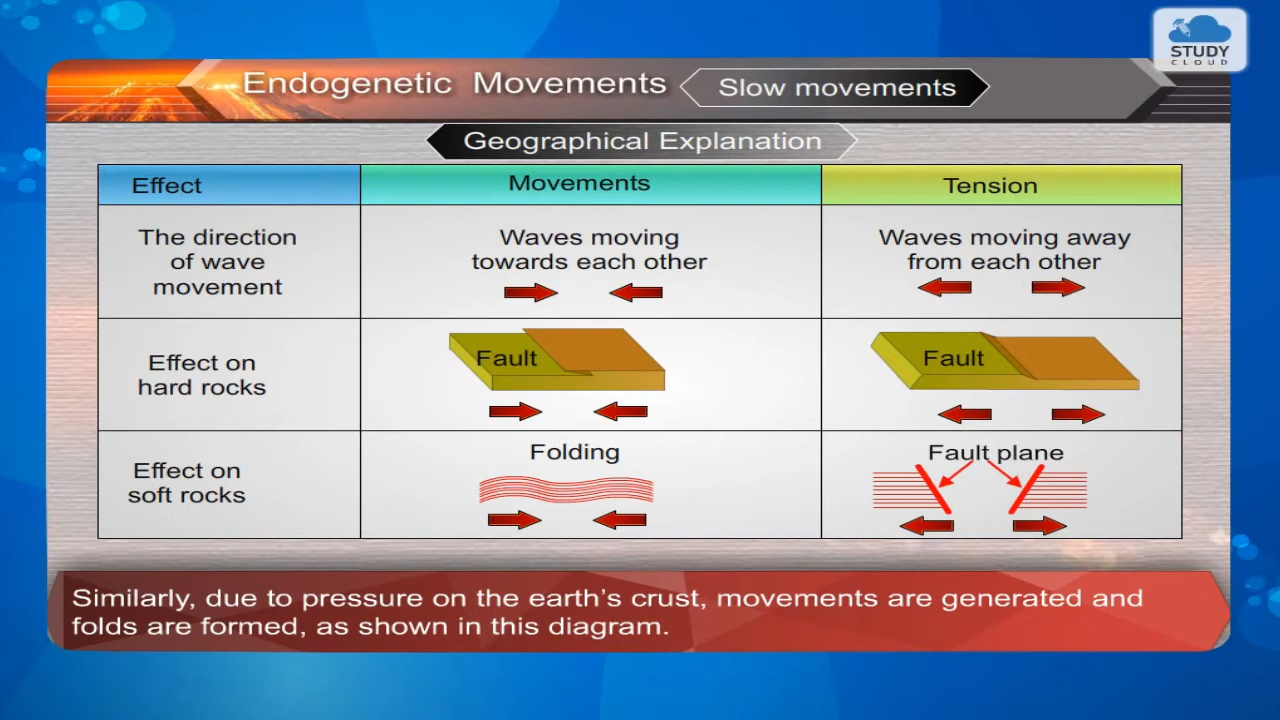 STUDY
CLOUD
Endogenetic Movements
Slow movements
Geographical Explanation
Effect
Movements
Tension
The direction
of wave
movement
Waves moving
towards each other
Waves moving away
from each other
Effect on
hard rocks
Fault
Fault
Effect on
soft rocks
Folding
Fault plane
Similarly, due to pressure on the earth's crust, movements are generated and
folds are formed, as shown in this diagram.